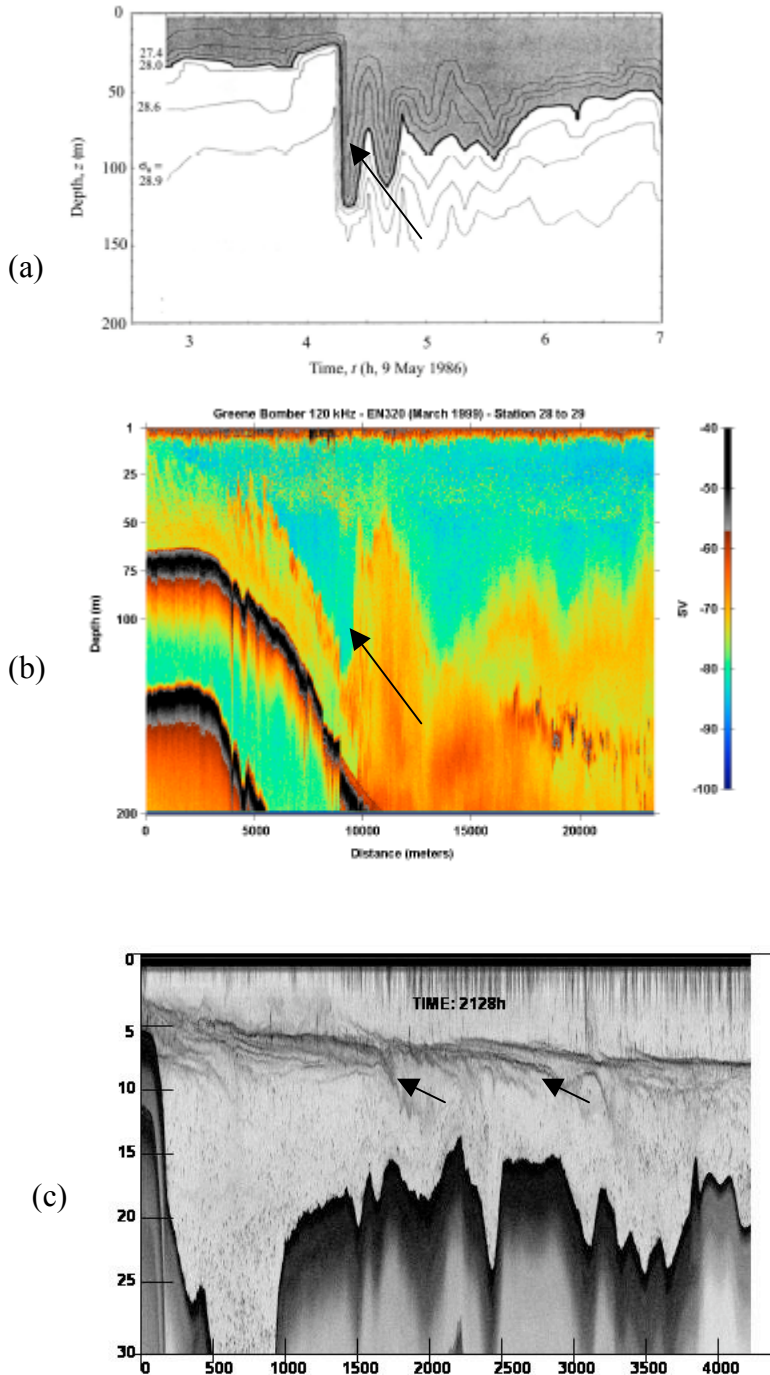 0
50
100
150
200
Depth, z (m)
27.4
28.0
28.6
σθ =
28.9
(a)
3 4 5 6 7
Time, t (h, 9 May 1986)
Greene Bomber 120 kHz - EN320 (March 1999) - Station 28 to 29
1
25
50
75
100
200
Depth (m)
(b)
0 5000 10000 15000 20000
Distance (meters)
-40
-50
-60
-70
-80
-90
-100
SV
TIME: 2128h
0
5
10
15
20
25
30
(c)
0 500 1000 1500 2000 2500 3000 3500 4000